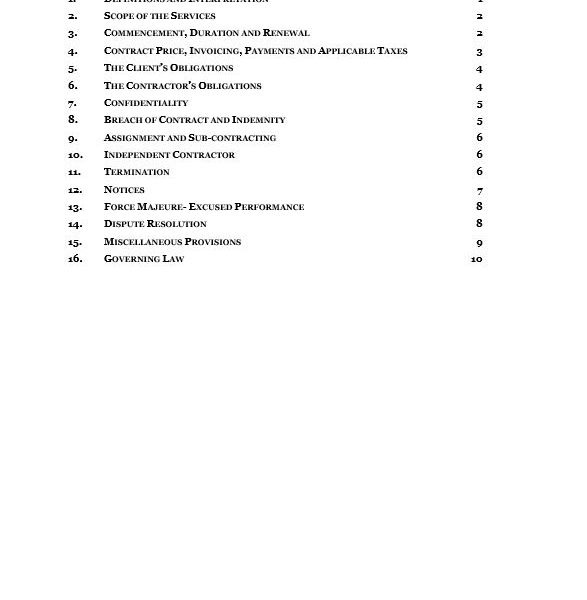 1. Definitions and Interpretation 1
2. Scope of the Services 2
3. Commencement, Duration and Renewal 2
4. Contract Price, Invoicing, Payments and Applicable Taxes 3
5. The Client's Obligations 4
6. The Contractor's Obligations 4
7. Confidentiality 5
8. Breach of Contract and Indemnity 5
9. Assignment and Sub-contracting 6
10. Independent Contractor 6
11. Termination 6
12. Notices 7
13. Force Majeure- Excused Performance 8
14. Dispute Resolution 8
15. Miscellaneous Provisions 9
16. Governing Law 10